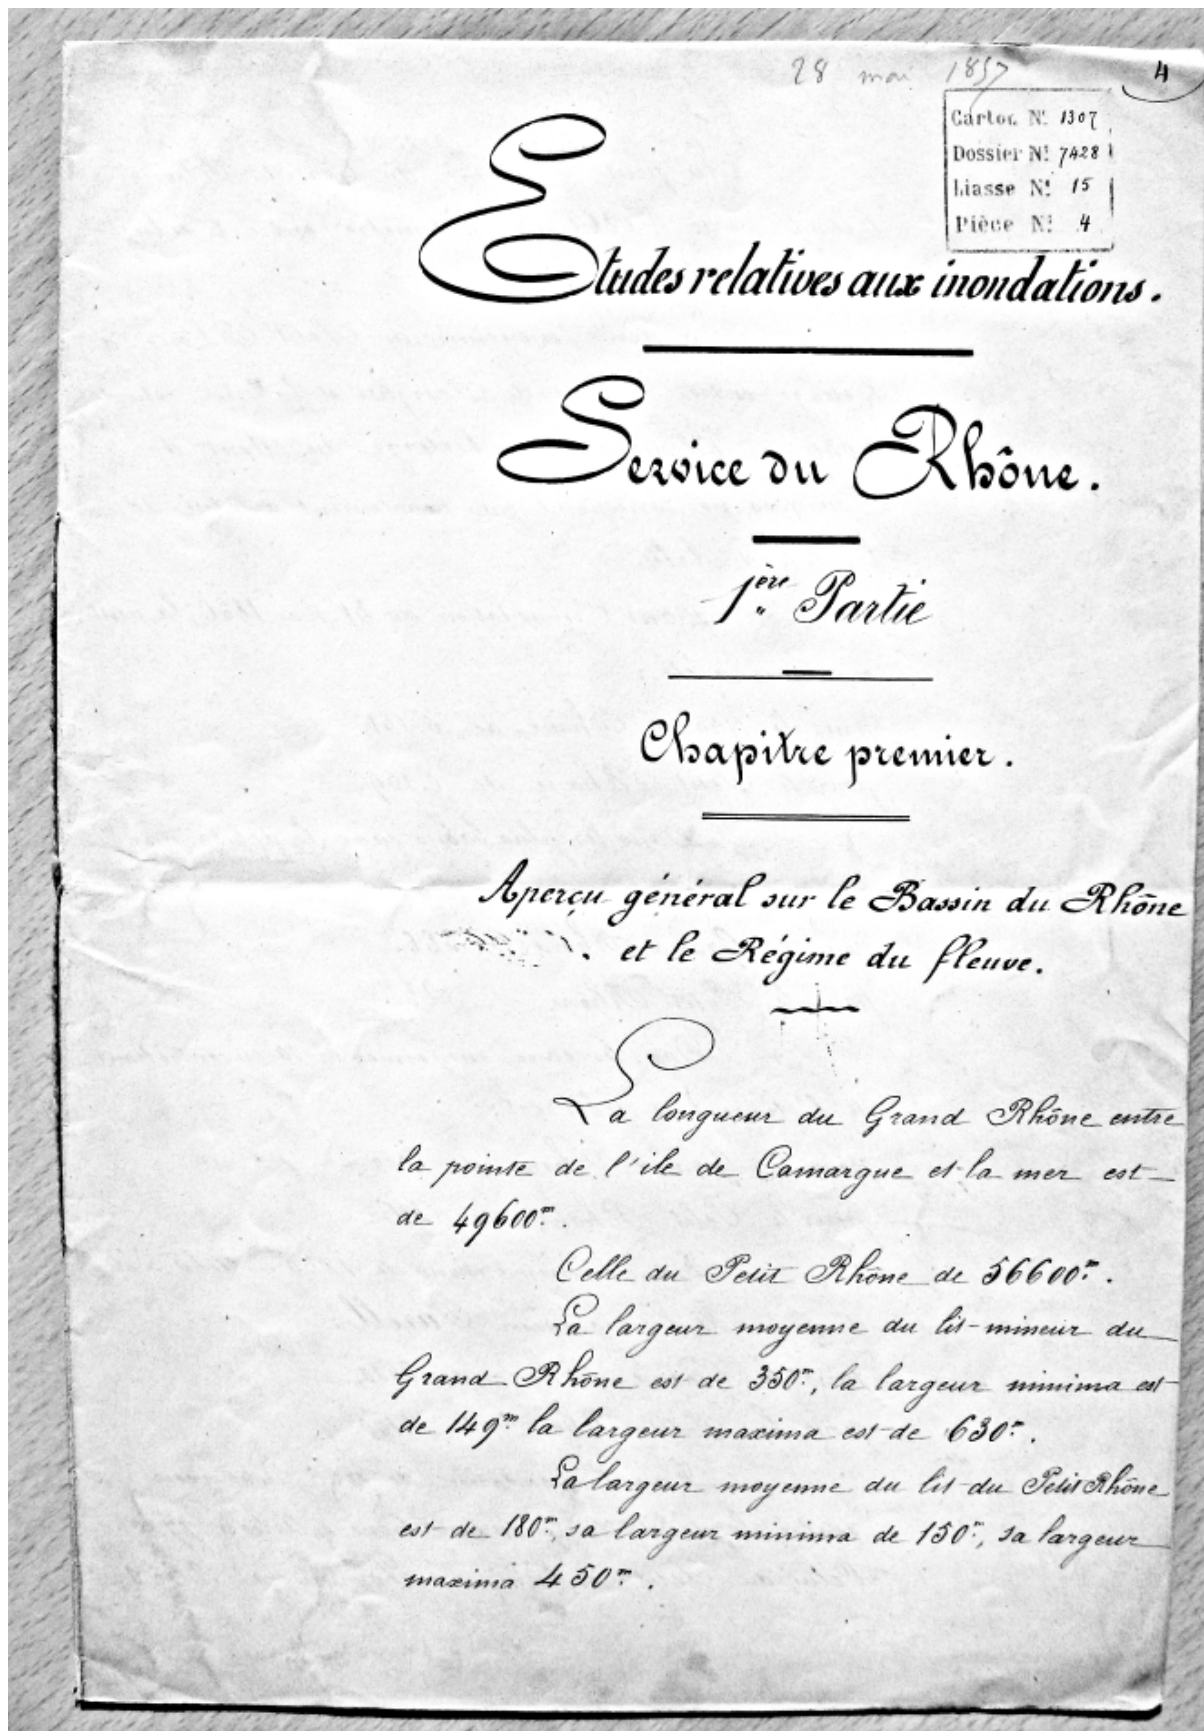 28 mai 1857
4
Carton N° 1307
Dossier N° 7428
Liasse N° 15
Pièce N° 4
Etudes relatives aux inondations.
Service du Rhône.
1ère Partie
Chapitre premier.
Aperçu général sur le Bassin du Rhône
et le Régime du fleuve.
La longueur du Grand Rhône entre
la pointe de l'ile de Camargue et la mer est
de 49600m.
Celle du Petit Rhône de 56600m.
La largeur moyenne du lit-mineur du
Grand Rhône est de 350m, la largeur minima est
de 149m la largeur maxima est de 630m.
La largeur moyenne du lit du Petit Rhône
est de 180m, sa largeur minima de 150m, sa largeur
maxima 450m.